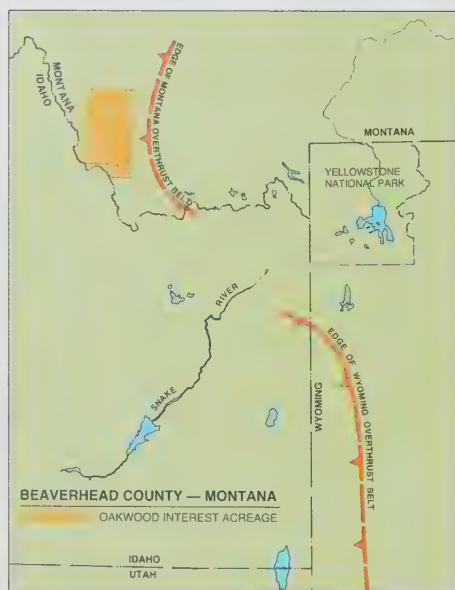 MONTANA
IDAHO
EDGE OF MONTANA OVERTHRUST BELT
MONTANA
YELLOWSTONE
NATIONAL PARK
SNAKE RIVER
WYOMING
EDGE OF WYOMING OVERTHRUST BELT
BEAVERHEAD COUNTY — MONTANA
OAKWOOD INTEREST ACREAGE
IDAHO
UTAH